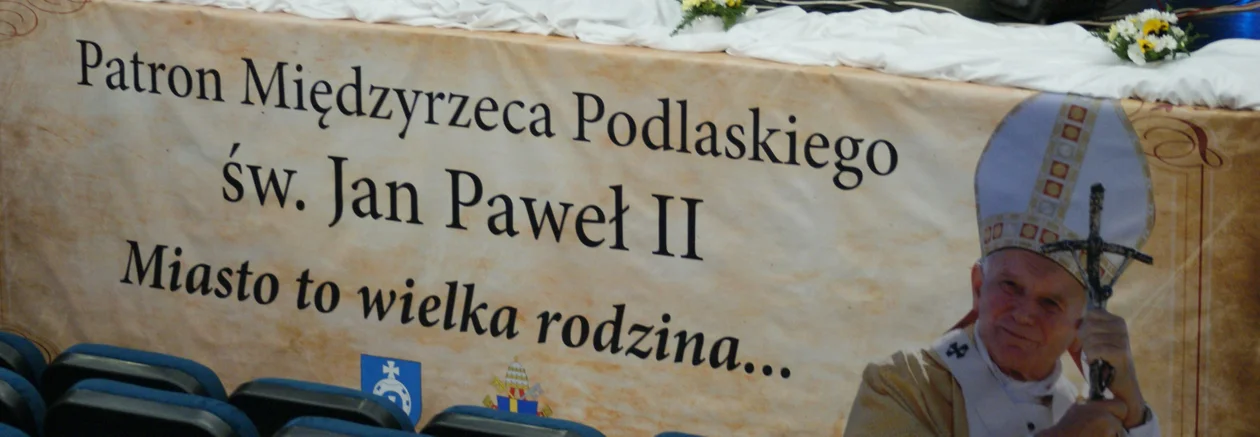 Patron Międzyrzeca Podlaskiego
św. Jan Paweł II
Miasto to wielka rodzina...